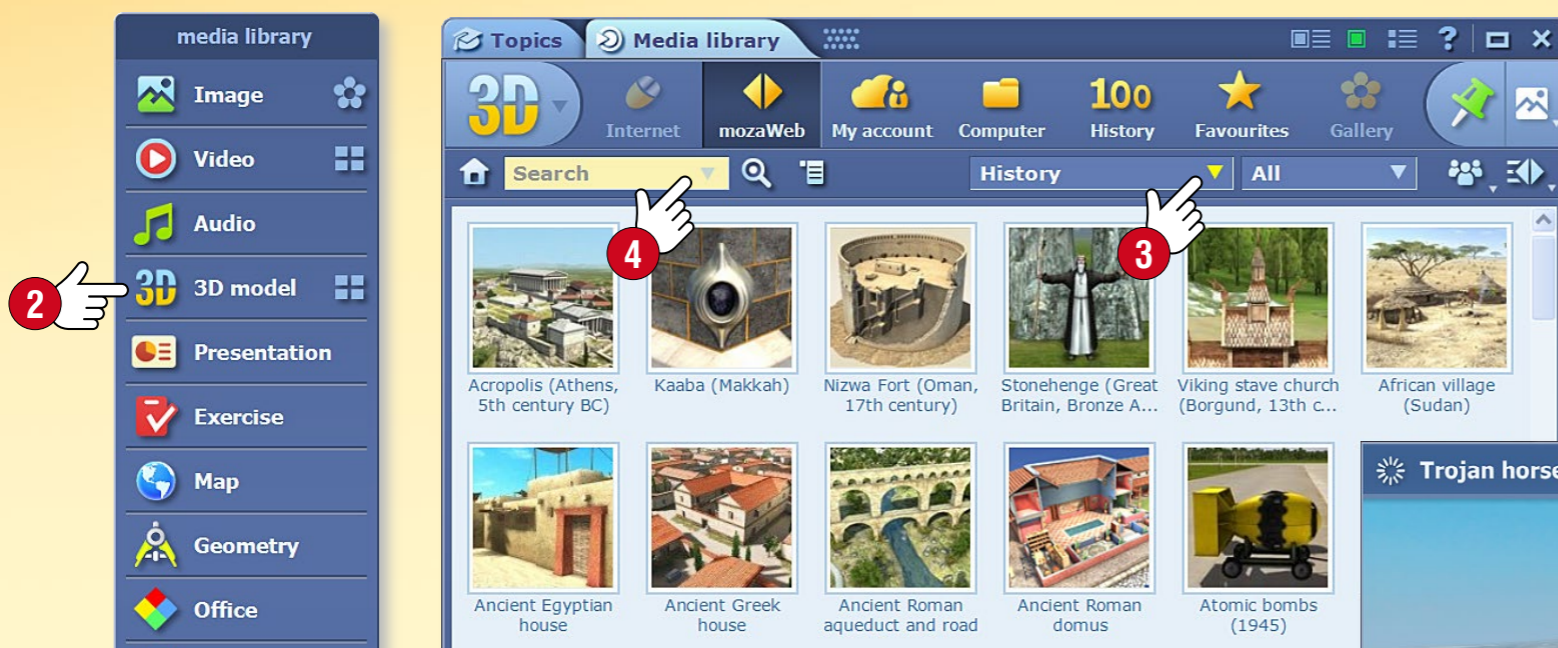 media library
Image
Video
Audio
2
3D 3D model
Presentation
Exercise
Map
Geometry
Office
Topics
Media library
?
3D
Internet
mozaWeb
My account
Computer
100
History
Favourites
Gallery
Search
History
All
4
3
Acropolis (Athens,
5th century BC)
Kaaba (Makkah)
Nizwa Fort (Oman,
17th century)
Stonehenge (Great
Britain, Bronze A...
Viking stave church
(Borgund, 13th c...
African village
(Sudan)
Ancient Egyptian
house
Ancient Greek
house
Ancient Roman
aqueduct and road
Ancient Roman
domus
Atomic bombs
(1945)
Trojan horse